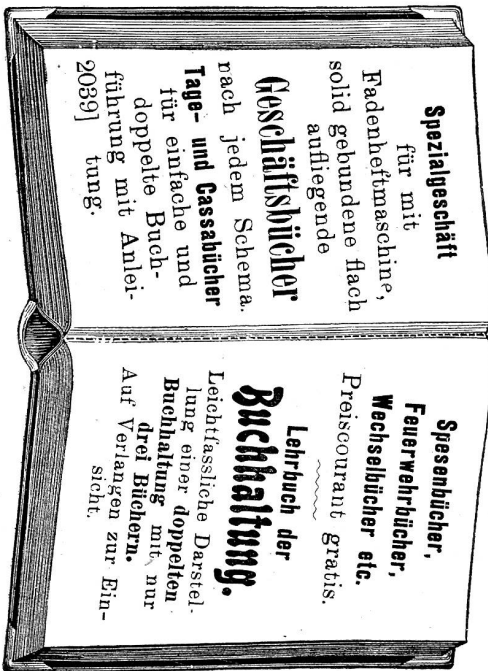 Spezialgeschäft
für mit
Fadenheftmaschine,
solid gebundene flach
aufliegende
Geschäftsbücher
nach jedem Schema.
Tage- und Cassabücher
für einfache und
doppelte Buch-
führung mit Anlei-
2039] tung.
Spesenbücher,
Feuerwehrbücher,
Wechselbücher etc.
Preiscourant gratis.
Lehrbuch der
Buchhaltung.
Leichtfassliche Darstel-
lung einer doppelten
Buchhaltung mit nur
drei Büchern.
Auf Verlangen zur Ein-
sicht.